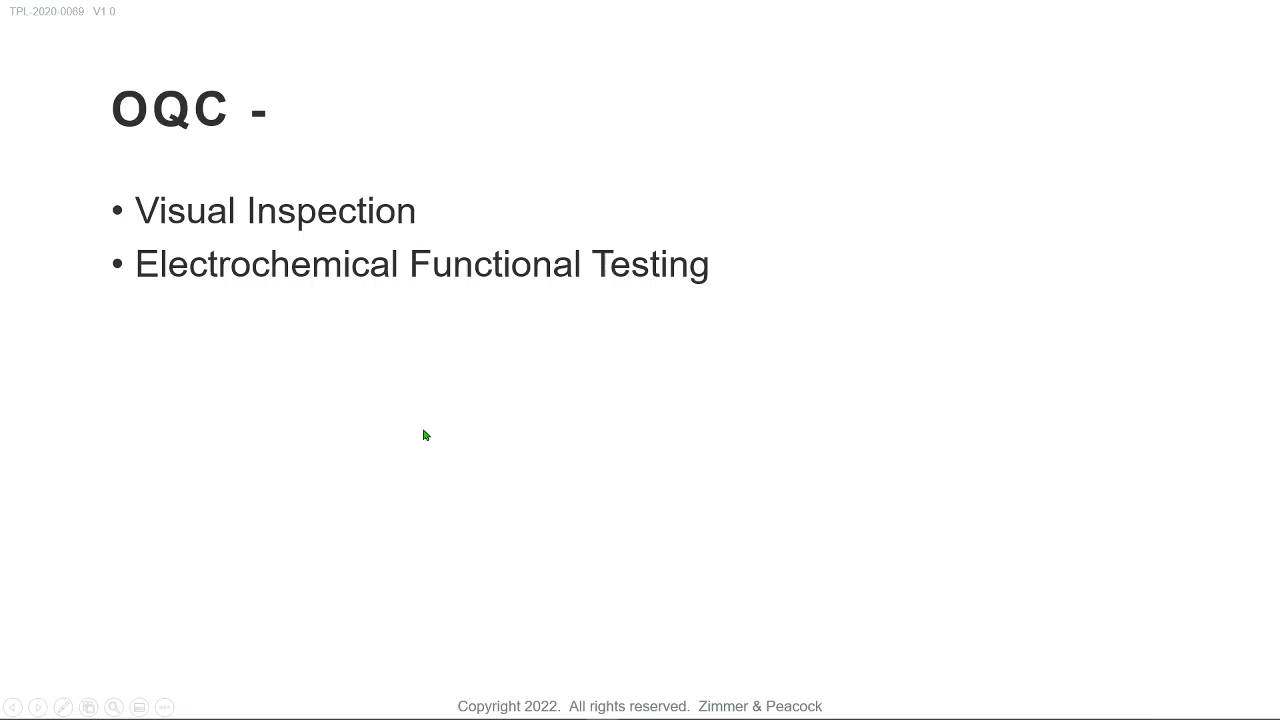 TPL-2020-0069 V1.0
OQC -
• Visual Inspection
• Electrochemical Functional Testing
Copyright 2022. All rights reserved. Zimmer & Peacock